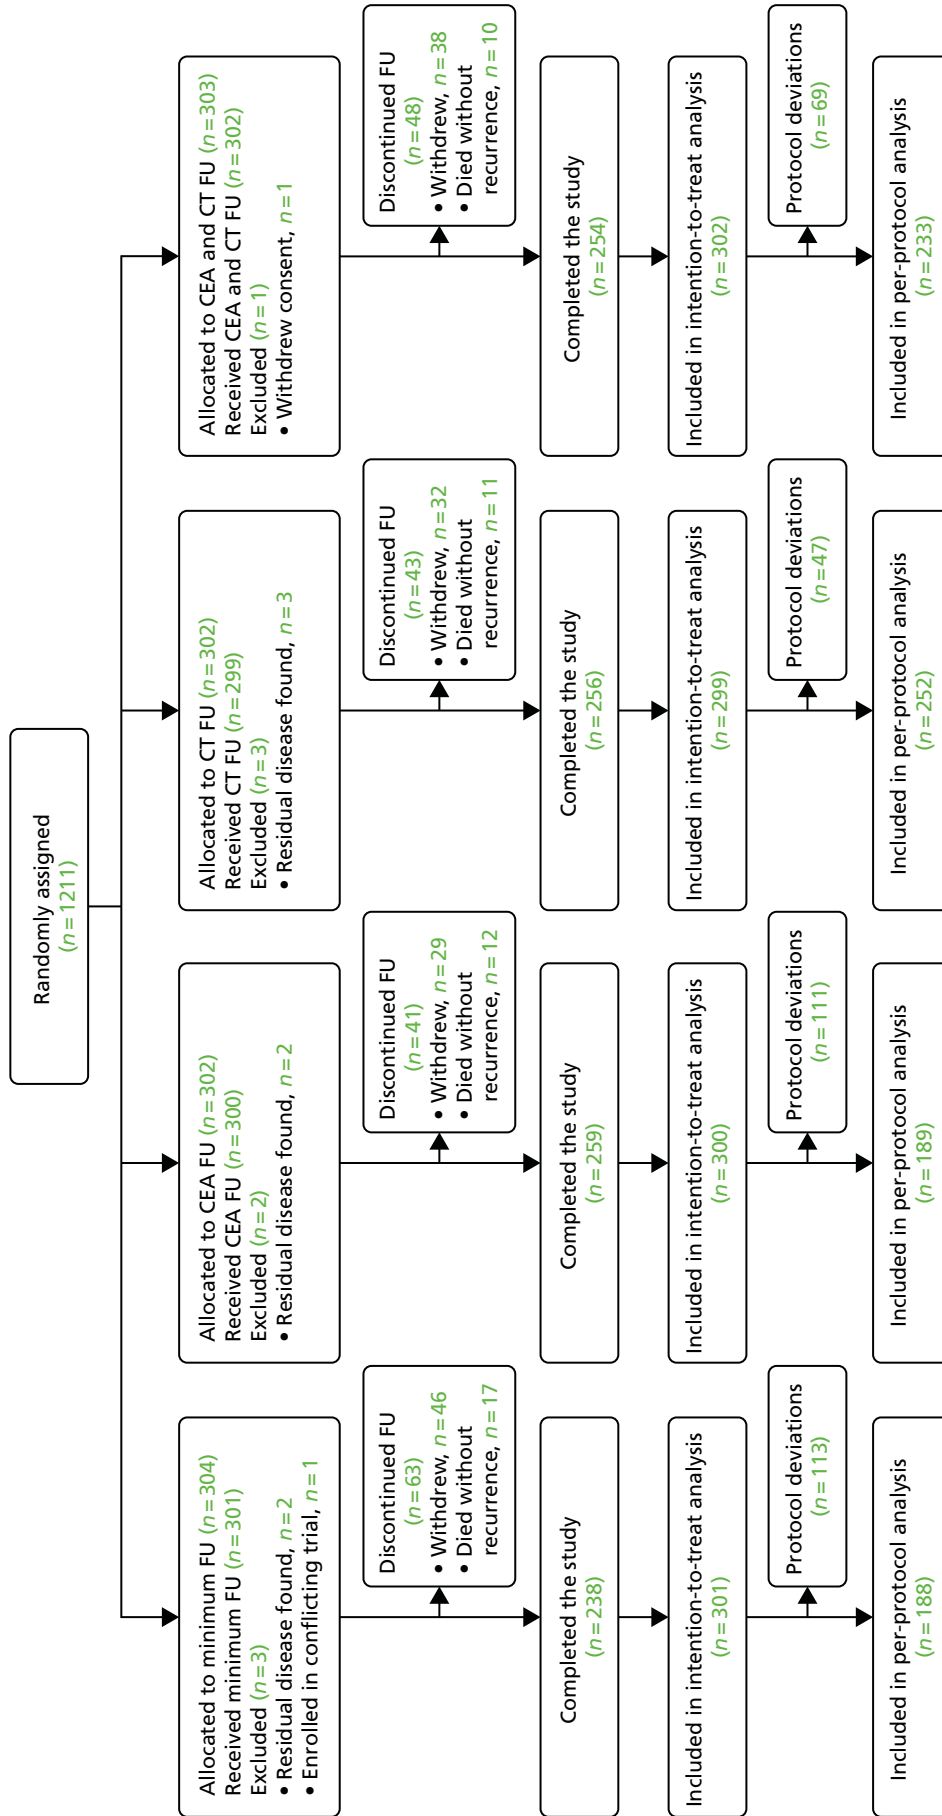 Randomly assigned
(n=1211)
Allocated to minimum FU (n=304)
Received minimum FU (n=301)
Excluded (n=3)
• Residual disease found, n=2
• Enrolled in conflicting trial, n=1
Discontinued FU
(n=63)
• Withdrew, n=46
• Died without
recurrence, n=17
Completed the study
(n=238)
Included in intention-to-treat analysis
(n=301)
Protocol deviations
(n=113)
Included in per-protocol analysis
(n=188)
Allocated to CEA FU (n=302)
Received CEA FU (n=300)
Excluded (n=2)
• Residual disease found, n=2
Discontinued FU
(n=41)
• Withdrew, n=29
• Died without
recurrence, n=12
Completed the study
(n=259)
Included in intention-to-treat analysis
(n=300)
Protocol deviations
(n=111)
Included in per-protocol analysis
(n=189)
Allocated to CT FU (n=302)
Received CT FU (n=299)
Excluded (n=3)
• Residual disease found, n=3
Discontinued FU
(n=43)
• Withdrew, n=32
• Died without
recurrence, n=11
Completed the study
(n=256)
Included in intention-to-treat analysis
(n=299)
Protocol deviations
(n=47)
Included in per-protocol analysis
(n=252)
Allocated to CEA and CT FU (n=303)
Received CEA and CT FU (n=302)
Excluded (n=1)
• Withdrew consent, n=1
Discontinued FU
(n=48)
• Withdrew, n=38
• Died without
recurrence, n=10
Completed the study
(n=254)
Included in intention-to-treat analysis
(n=302)
Protocol deviations
(n=69)
Included in per-protocol analysis
(n=233)